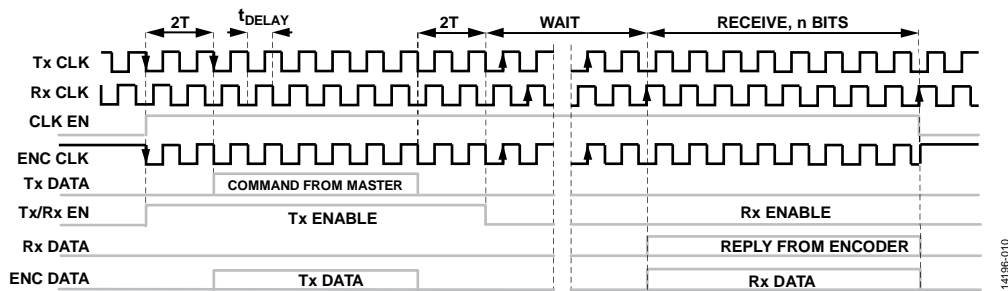 2T
tDELAY
2T
WAIT
RECEIVE, n BITS
Tx CLK
Rx CLK
CLK EN
ENC CLK
Tx DATA
COMMAND FROM MASTER
Tx/Rx EN
Tx ENABLE
Rx ENABLE
Rx DATA
REPLY FROM ENCODER
ENC DATA
Tx DATA
Rx DATA
14196-010